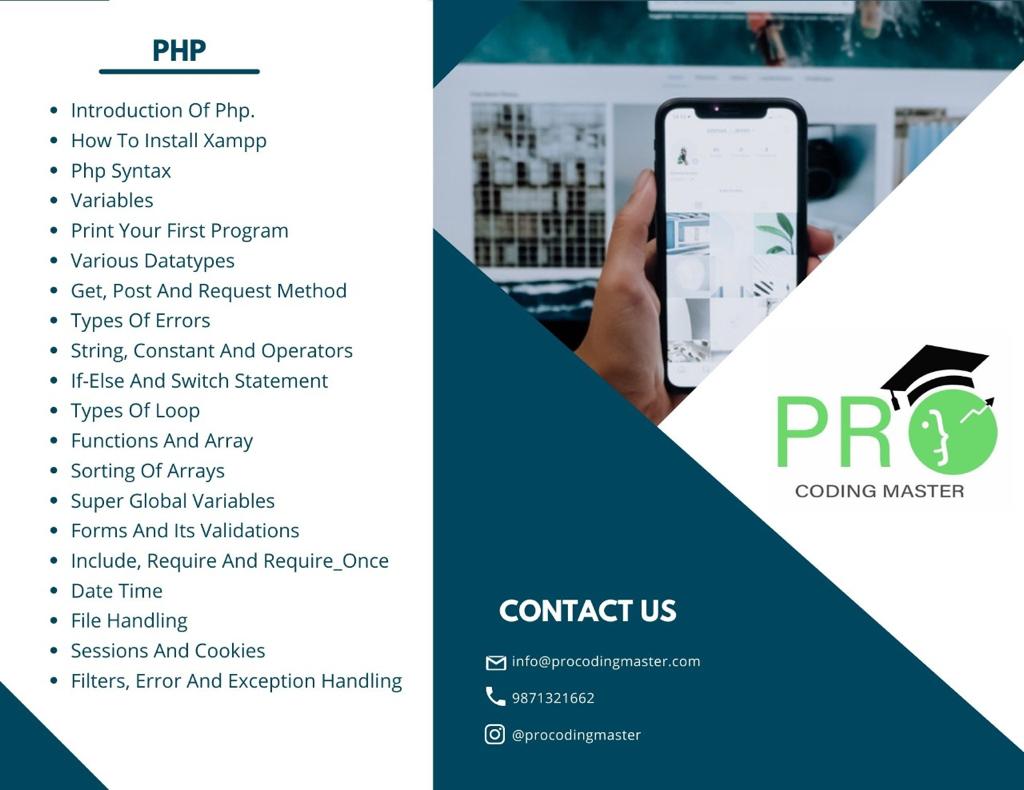 PHP
Introduction Of Php.
How To Install Xampp
Php Syntax
Variables
Print Your First Program
Various Datatypes
Get, Post And Request Method
Types Of Errors
String, Constant And Operators
If-Else And Switch Statement
Types Of Loop
Functions And Array
Sorting Of Arrays
Super Global Variables
Forms And Its Validations
Include, Require And Require_Once
Date Time
File Handling
Sessions And Cookies
Filters, Error And Exception Handling
PRO
CODING MASTER
CONTACT US
info@procodingmaster.com
9871321662
@procodingmaster